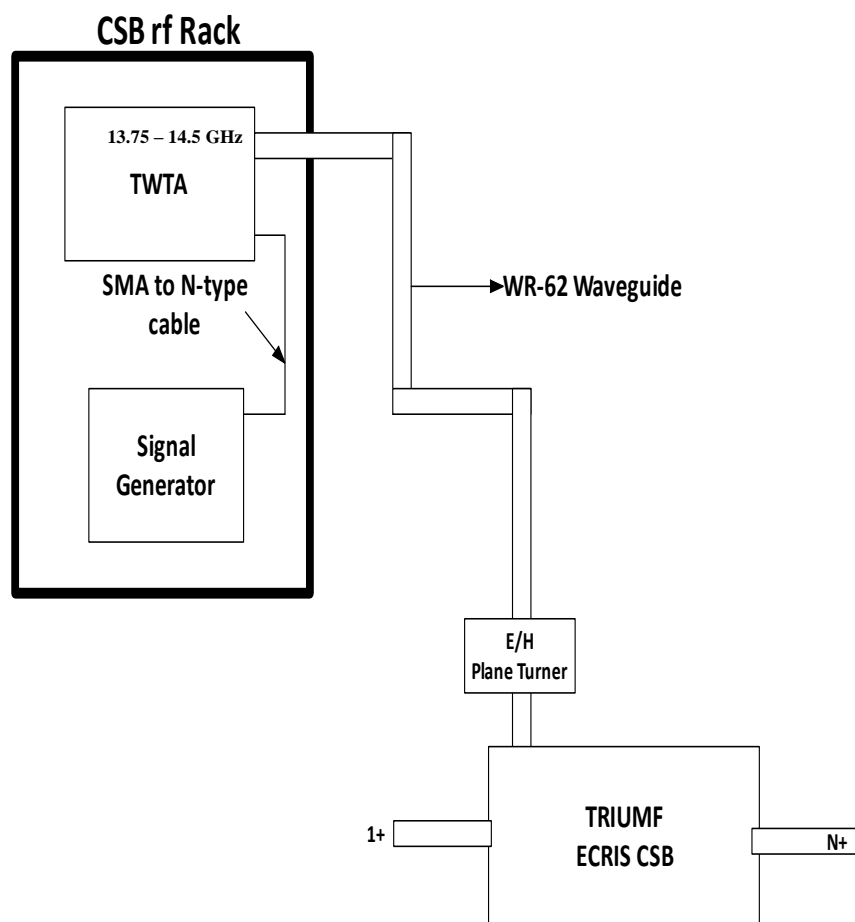 CSB rf Rack
13.75 – 14.5 GHz
TWTA
SMA to N-type
cable
WR-62 Waveguide
Signal
Generator
E/H
Plane Turner
TRIUMF
ECRIS CSB
1+
N+